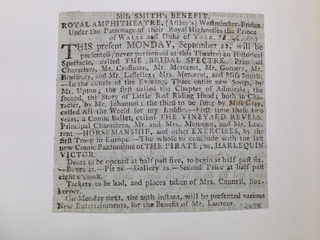 Miss SMITH's BENEFIT.
ROYAL AMPHITHEATRE, (Astley's) Westminster-Bridge.
Under the Patronage of their Royal Highnesses the Prince
of WALES and Duke of YORK.
THIS present MONDAY, September 22, will be
presented (never performed at this Theatre) an Historical
Spectacle, called THE BRIDAL SPECTRE; Principal
Characters, Mr. Crossman, Mr. Mercerot, Mr. Gomery, Mr.
Bradbury, and Mr. Lassells; Mrs. Mercerot, and Miss Smith.
—In the course of the Evening, Three entire new Songs, by
Mr. Upton; the first called the Chapter of Admirals; the
second, the Story of Little Red Riding Hood; both in Cha-
racter, by Mr. Johannot: the third to be sung by Miss Gray,
called All the World for my Laddie.—First time these two
years, a Comic Ballet, called THE VINEYARD REVELS,
Principal Characters, Mr. and Mrs. Mercerot, and Mr. Lau-
rent.—HORSEMANSHIP, and other EXERCISES, by the
first Troop in Europe.—The whole to conclude with the last
new Comic Pantomime of THE PIRATE; or, HARLEQUIN
VICTOR.
Doors to be opened at half past five, to begin at half past six.
—Boxes 4s.—Pit 2s.—Gallery 1s.—Second Price at half past
eight o'clock.
Tickets to be had, and places taken of Mrs. Connell, Box-
keeper.
On Monday next, the 29th instant, will be presented various
New Entertainments, for the Benefit of Mr. Laurent.